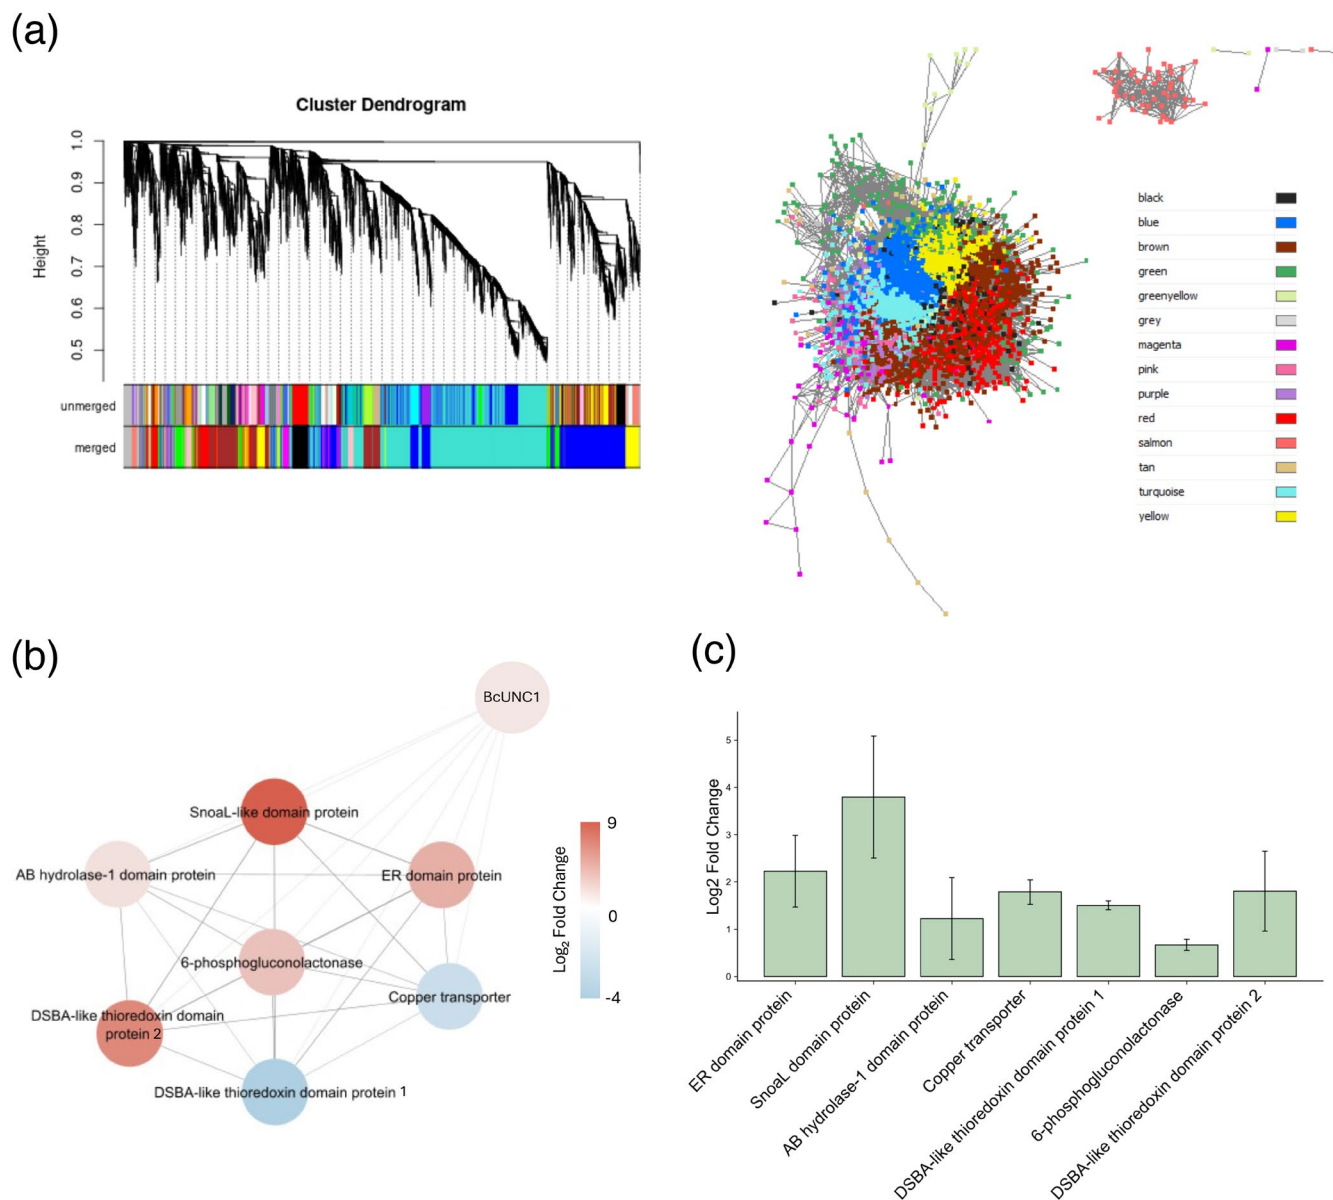 (a)
Cluster Dendrogram
Height
1.0
0.9
0.8
0.7
0.6
0.5
unmerged
merged
black
blue
brown
green
greenyellow
grey
magenta
pink
purple
red
salmon
tan
turquoise
yellow
(b)
BcUNC1
SnoaL-like domain protein
AB hydrolase-1 domain protein
ER domain protein
6-phosphogluconolactonase
Copper transporter
DSBA-like thioredoxin domain
protein 2
DSBA-like thioredoxin domain protein 1
Log2 Fold Change
9
0
-4
(c)
Log2 Fold Change
5
4
3
2
1
0
ER domain protein
SnoaL domain protein
AB hydrolase-1 domain protein
Copper transporter
DSBA-like thioredoxin domain protein 1
6-phosphogluconolactonase
DSBA-like thioredoxin domain protein 2